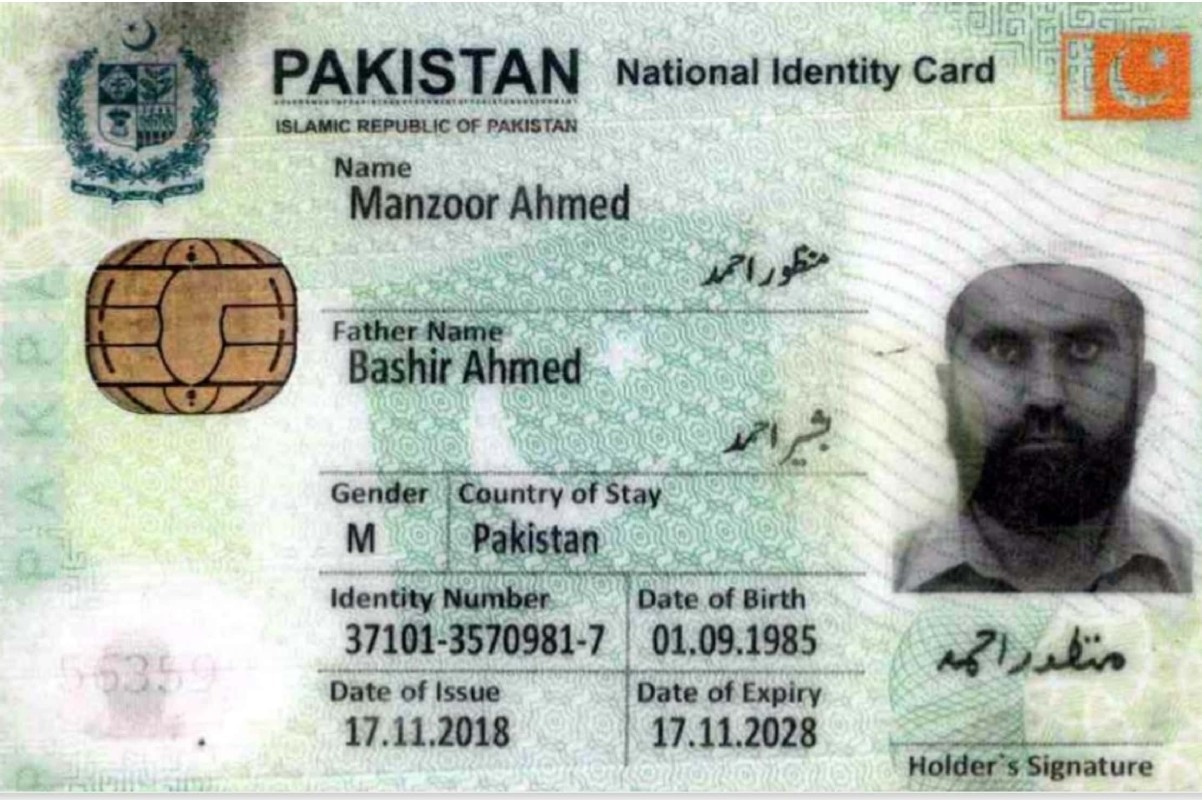 PAKISTAN National Identity Card
ISLAMIC REPUBLIC OF PAKISTAN
Name
Manzoor Ahmed
منظور احمد
Father Name
Bashir Ahmed
بشیر احمد
Gender Country of Stay
M Pakistan
Identity Number Date of Birth
37101-3570981-7 01.09.1985
Date of Issue Date of Expiry
17.11.2018 17.11.2028
56359
منظور احمد
Holder`s Signature